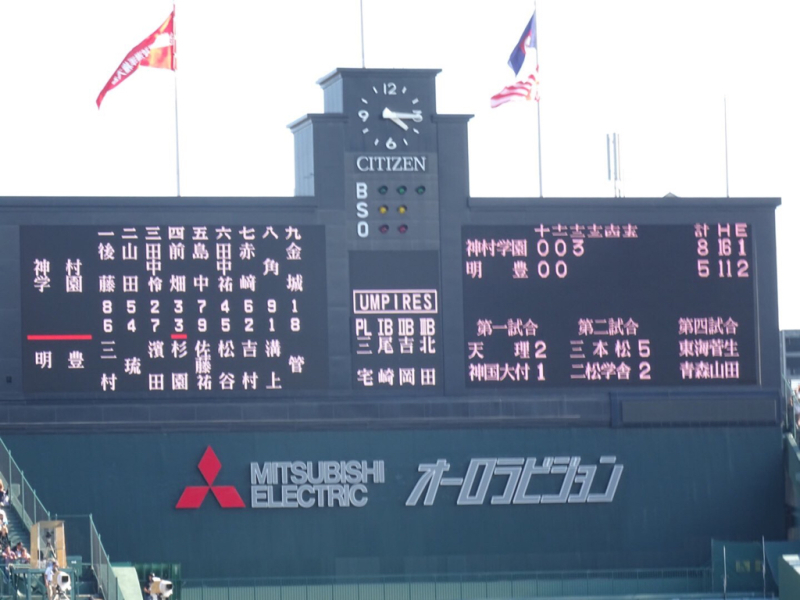 12
3
6
9
CITIZEN
B
S
O
神村学園
明豊
一後藤8
二山田5
三田中怜2
四前畑3
五島中7
六田中祐4
七赤﨑6
八角9
九金城1
6三村
4琉
7濱田
3杉園
9佐藤祐
5松谷
2吉村
1溝上
8管
UMPIRES
PL 1B 2B 3B
三宅 尾崎 吉岡 北田
十 十一 十二 十三 十四 十五 計 H E
神村学園 0 0 3 8 16 1
明豊 0 0 5 11 2
第一試合 第二試合 第四試合
天理 2 三本松 5 東海菅生
神国大付 1 二松学舎 2 青森山田
MITSUBISHI ELECTRIC オーロラビジョン